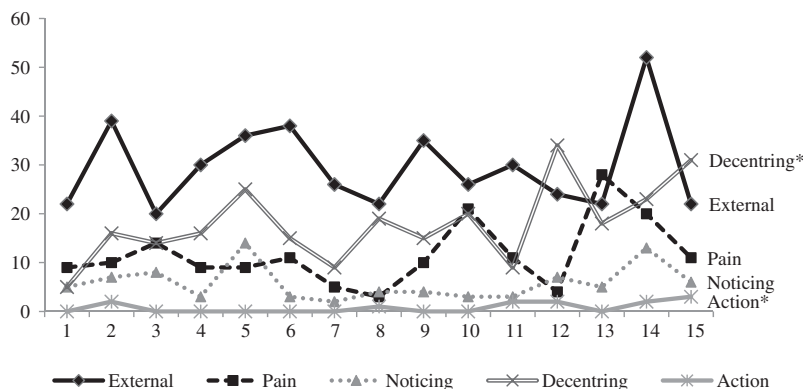 60
50
40
30
20
10
0
Decentring*
External
Pain
Noticing
Action*
1 2 3 4 5 6 7 8 9 10 11 12 13 14 15
External Pain Noticing Decentring Action